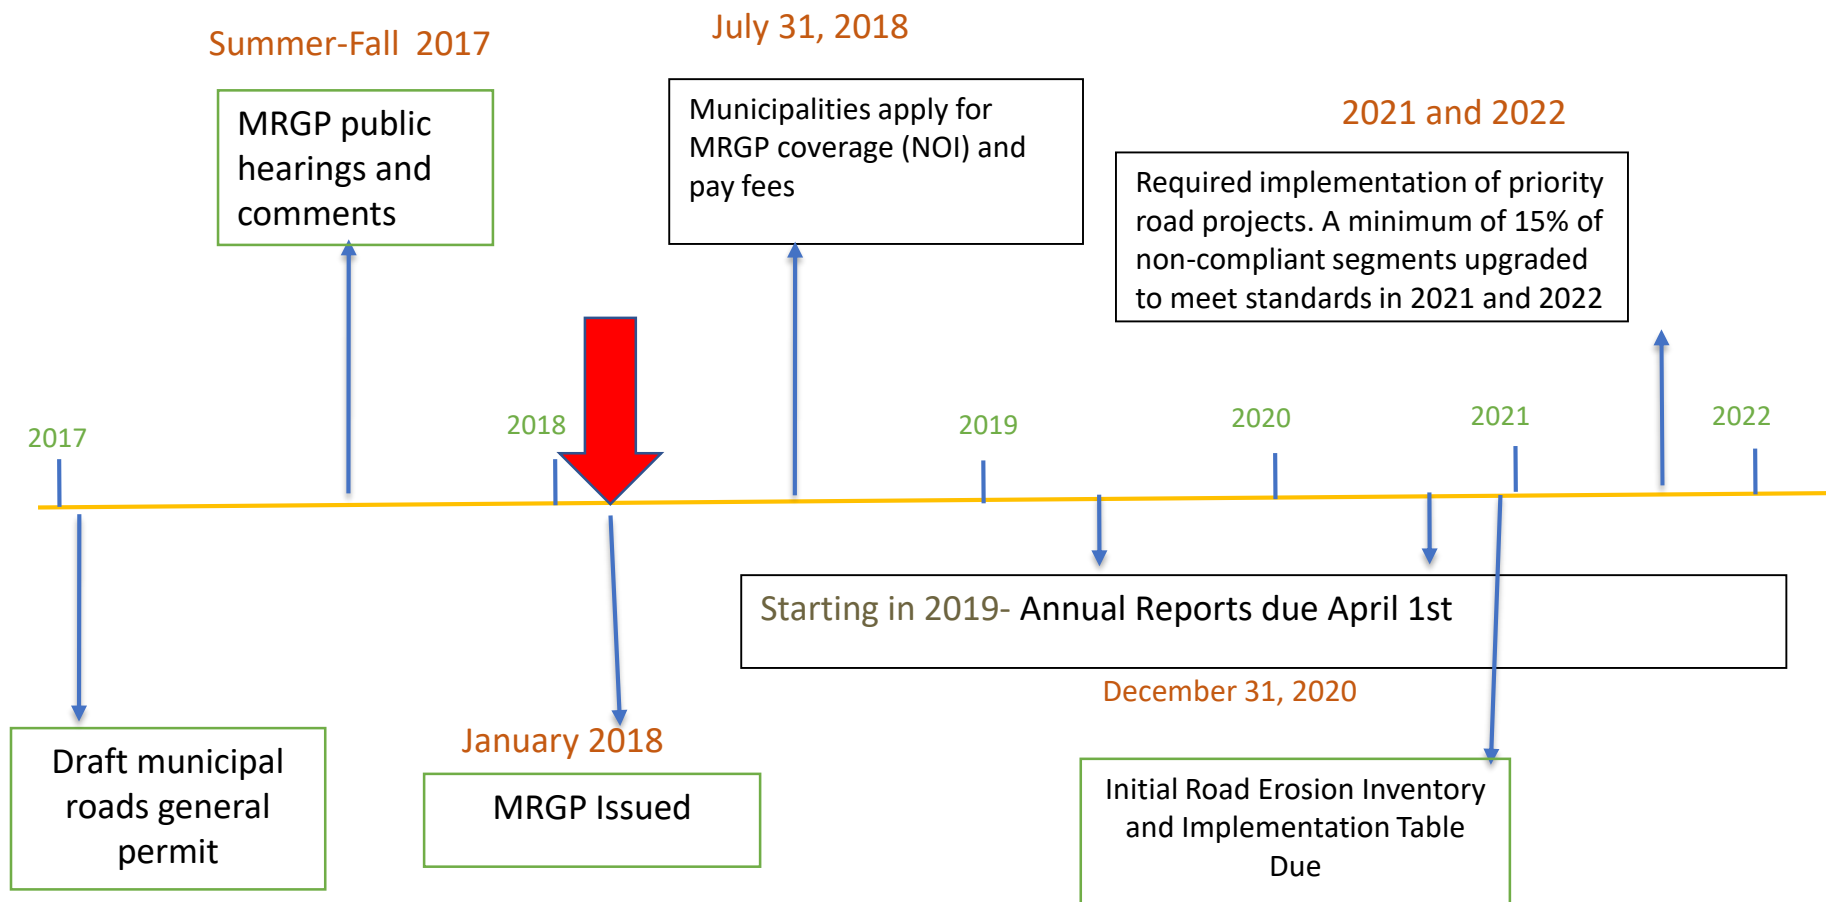 Summer-Fall 2017
MRGP public
hearings and
comments
July 31, 2018
Municipalities apply for
MRGP coverage (NOI) and
pay fees
2021 and 2022
Required implementation of priority
road projects. A minimum of 15% of
non-compliant segments upgraded
to meet standards in 2021 and 2022
2017
2018
2019
2020
2021
2022
Starting in 2019- Annual Reports due April 1st
December 31, 2020
Draft municipal
roads general
permit
January 2018
MRGP Issued
Initial Road Erosion Inventory
and Implementation Table
Due